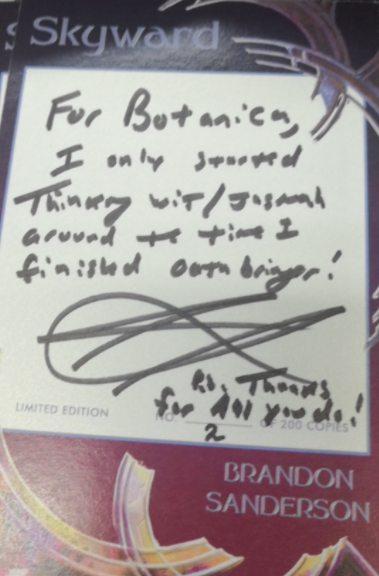 Skyward
For Botanica,
I only started
Thinking Wit/Jasnah
around the time I
finished Oathbringer!
PS. Thanks
for All you do!
LIMITED EDITION
NO. 2 OF 200 COPIES
BRANDON
SANDERSON